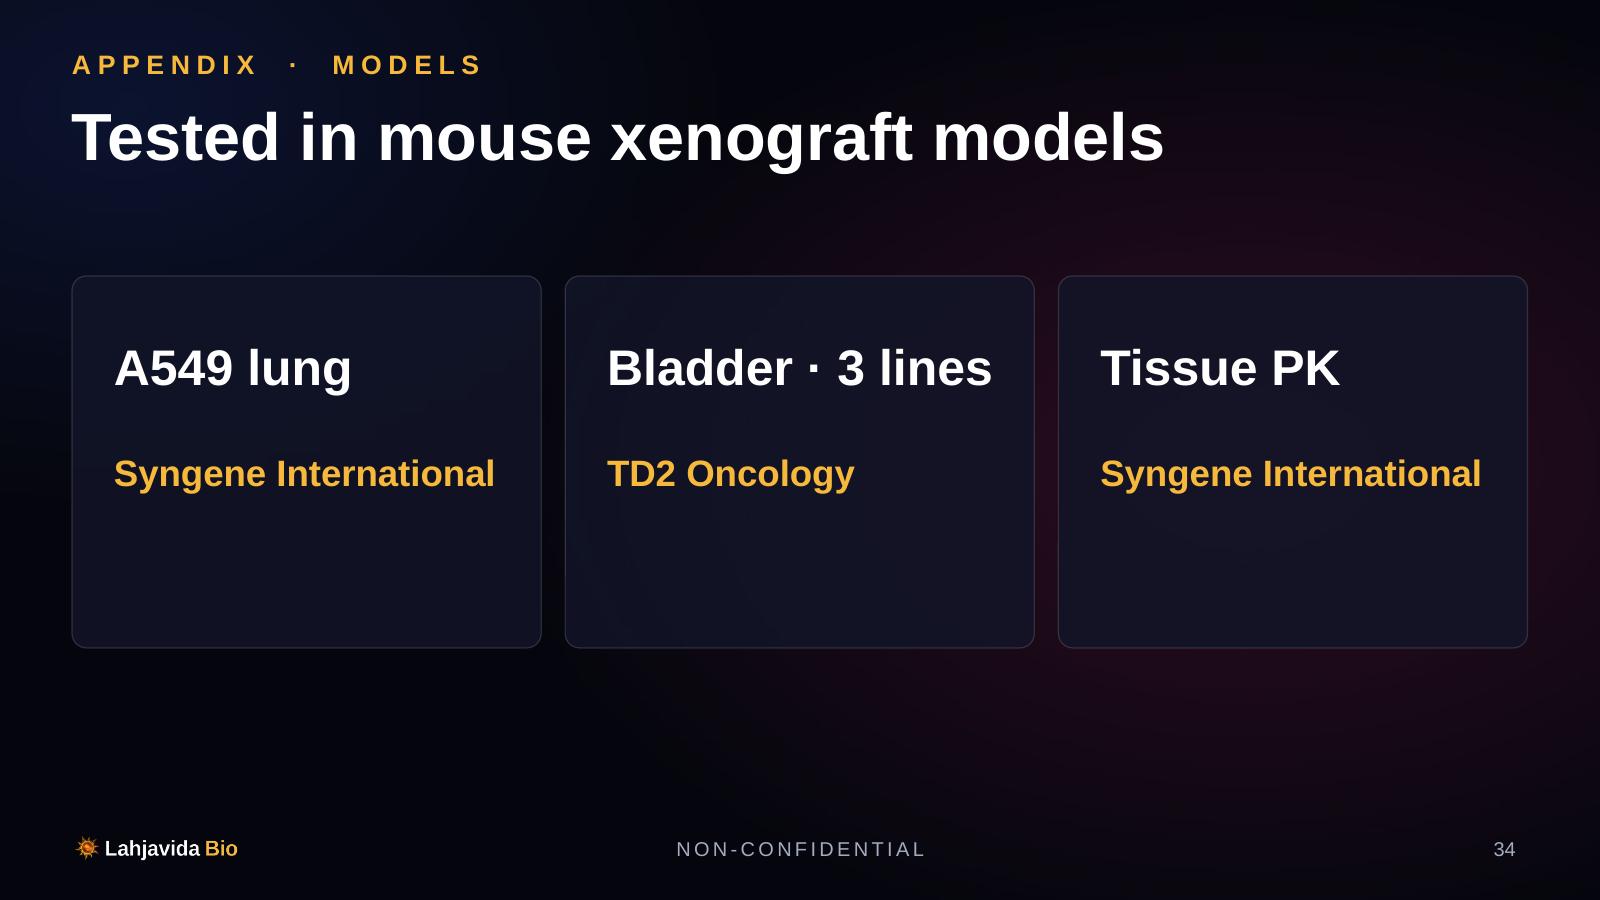 APPENDIX · MODELS
Tested in mouse xenograft models
A549 lung
Syngene International
Bladder · 3 lines
TD2 Oncology
Tissue PK
Syngene International
Lahjavida Bio
NON-CONFIDENTIAL
34